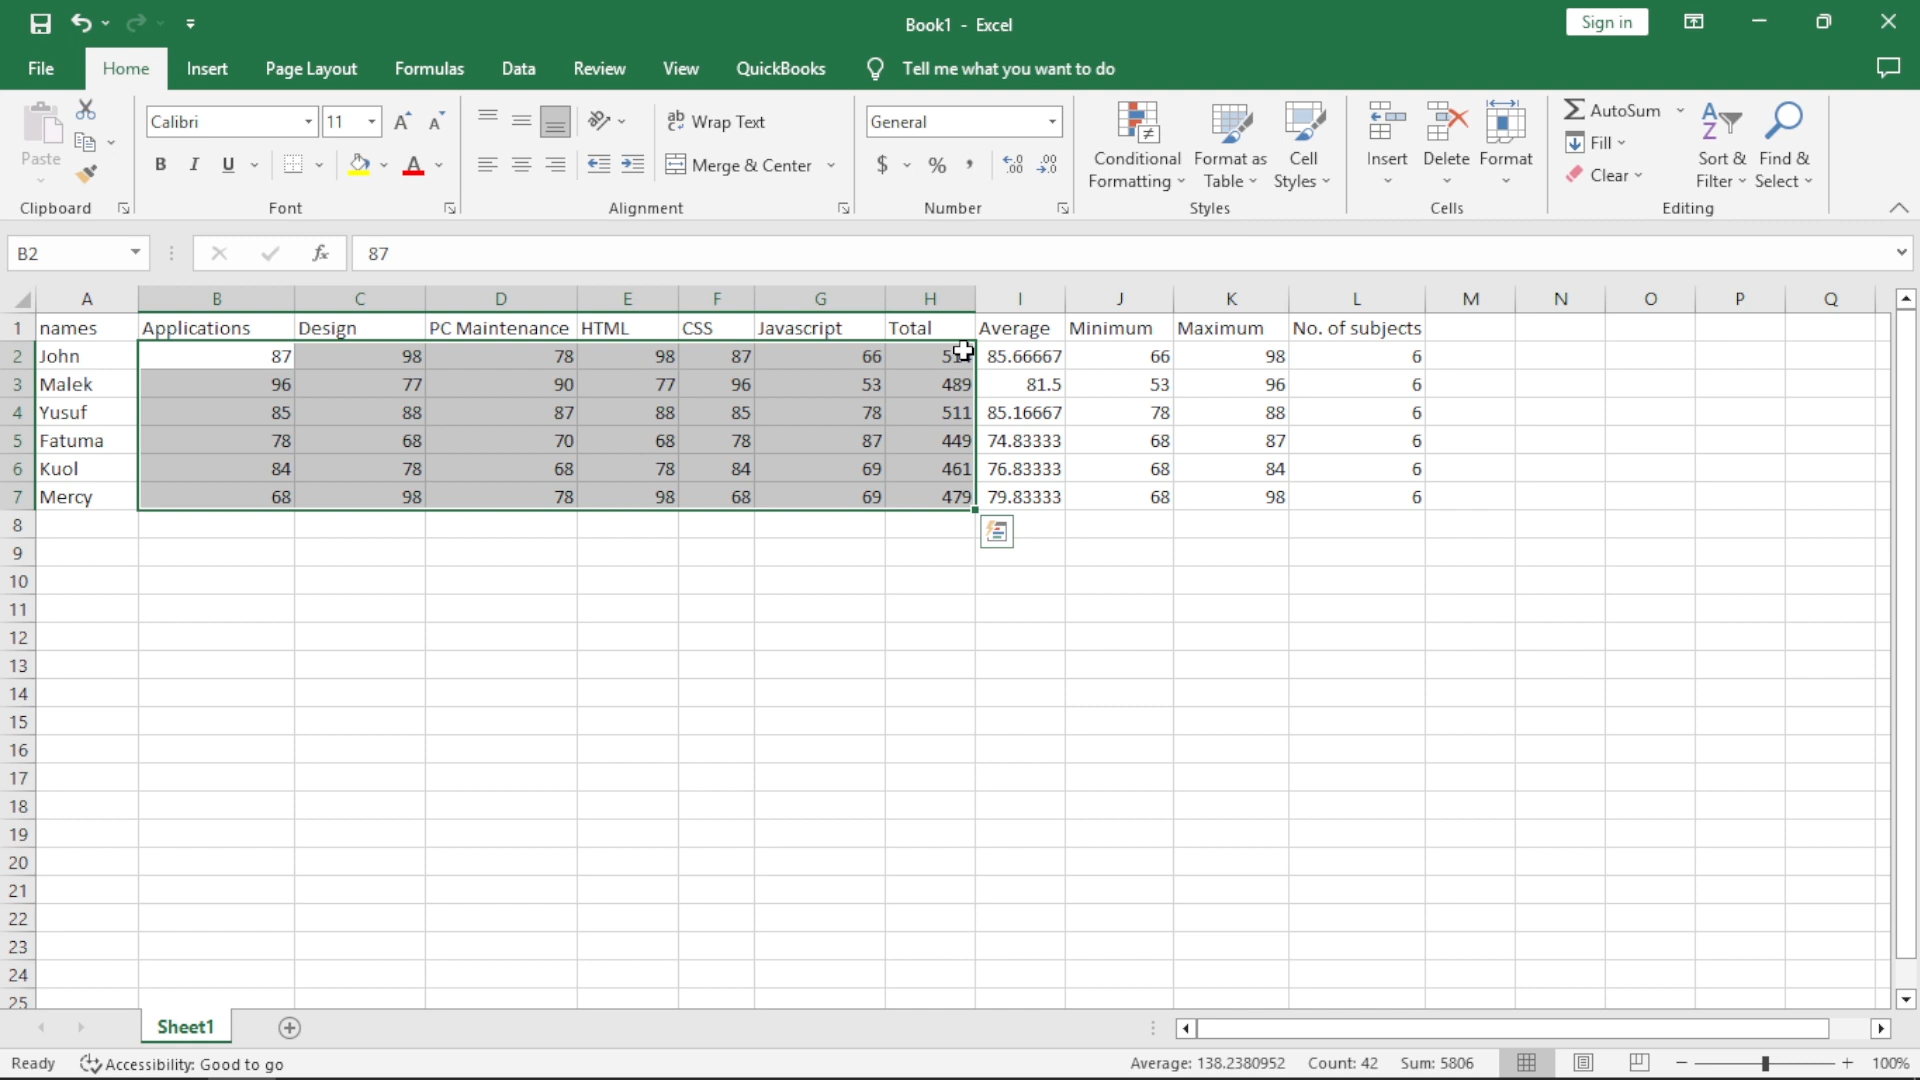 Book1 - Excel
Sign in
File Home Insert Page Layout Formulas Data Review View QuickBooks Tell me what you want to do
Paste
Calibri 11
B I U
Wrap Text
Merge & Center
General
$ % ,
Conditional Formatting
Format as Table
Cell Styles
Insert Delete Format
AutoSum
Fill
Clear
Sort & Filter
Find & Select
Clipboard Font Alignment Number Styles Cells Editing
B2 fx 87
A B C D E F G H I J K L M N O P Q
1 names Applications Design PC Maintenance HTML CSS Javascript Total Average Minimum Maximum No. of subjects
2 John 87 98 78 98 87 66 85.66667 66 98 6
3 Malek 96 77 90 77 96 53 489 81.5 53 96 6
4 Yusuf 85 88 87 88 85 78 511 85.16667 78 88 6
5 Fatuma 78 68 70 68 78 87 449 74.83333 68 87 6
6 Kuol 84 78 68 78 84 69 461 76.83333 68 84 6
7 Mercy 68 98 78 98 68 69 479 79.83333 68 98 6
8
9
10
11
12
13
14
15
16
17
18
19
20
21
22
23
24
25
Sheet1
Ready Accessibility: Good to go Average: 138.2380952 Count: 42 Sum: 5806 100%